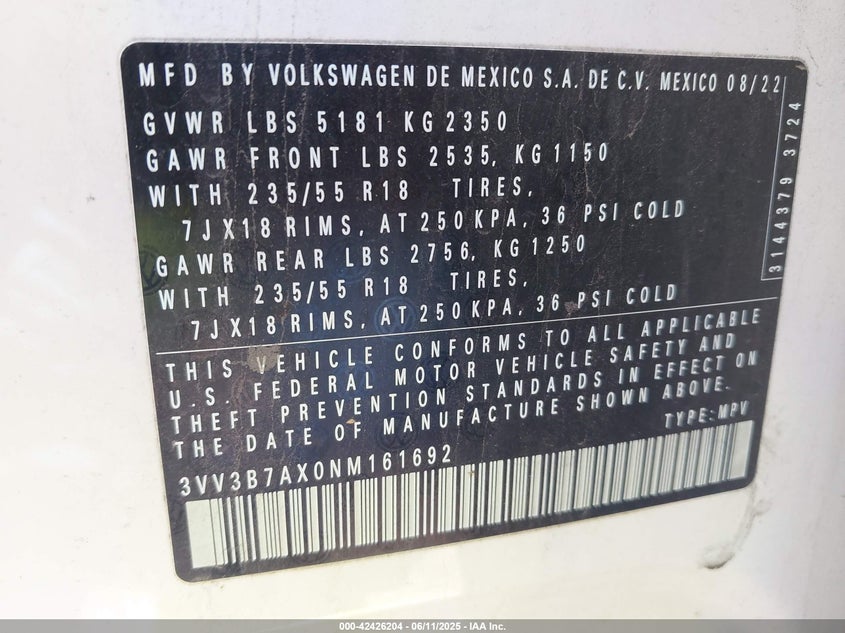 MFD BY VOLKSWAGEN DE MEXICO S.A. DE C.V. MEXICO 08/22
GVWR LBS 5181 KG 2350
GAWR FRONT LBS 2535, KG 1150
WITH 235/55 R18 TIRES,
7JX18 RIMS, AT 250 KPA, 36 PSI COLD
GAWR REAR LBS 2756, KG 1250
WITH 235/55 R18 TIRES,
7JX18 RIMS, AT 250 KPA, 36 PSI COLD
THIS VEHICLE CONFORMS TO ALL APPLICABLE
U.S. FEDERAL MOTOR VEHICLE SAFETY AND
THEFT PREVENTION STANDARDS IN EFFECT ON
THE DATE OF MANUFACTURE SHOWN ABOVE.
TYPE:MPV
3VV3B7AX0NM161692
3144379 3724
000-42426204 - 06/11/2025 - IAA Inc.